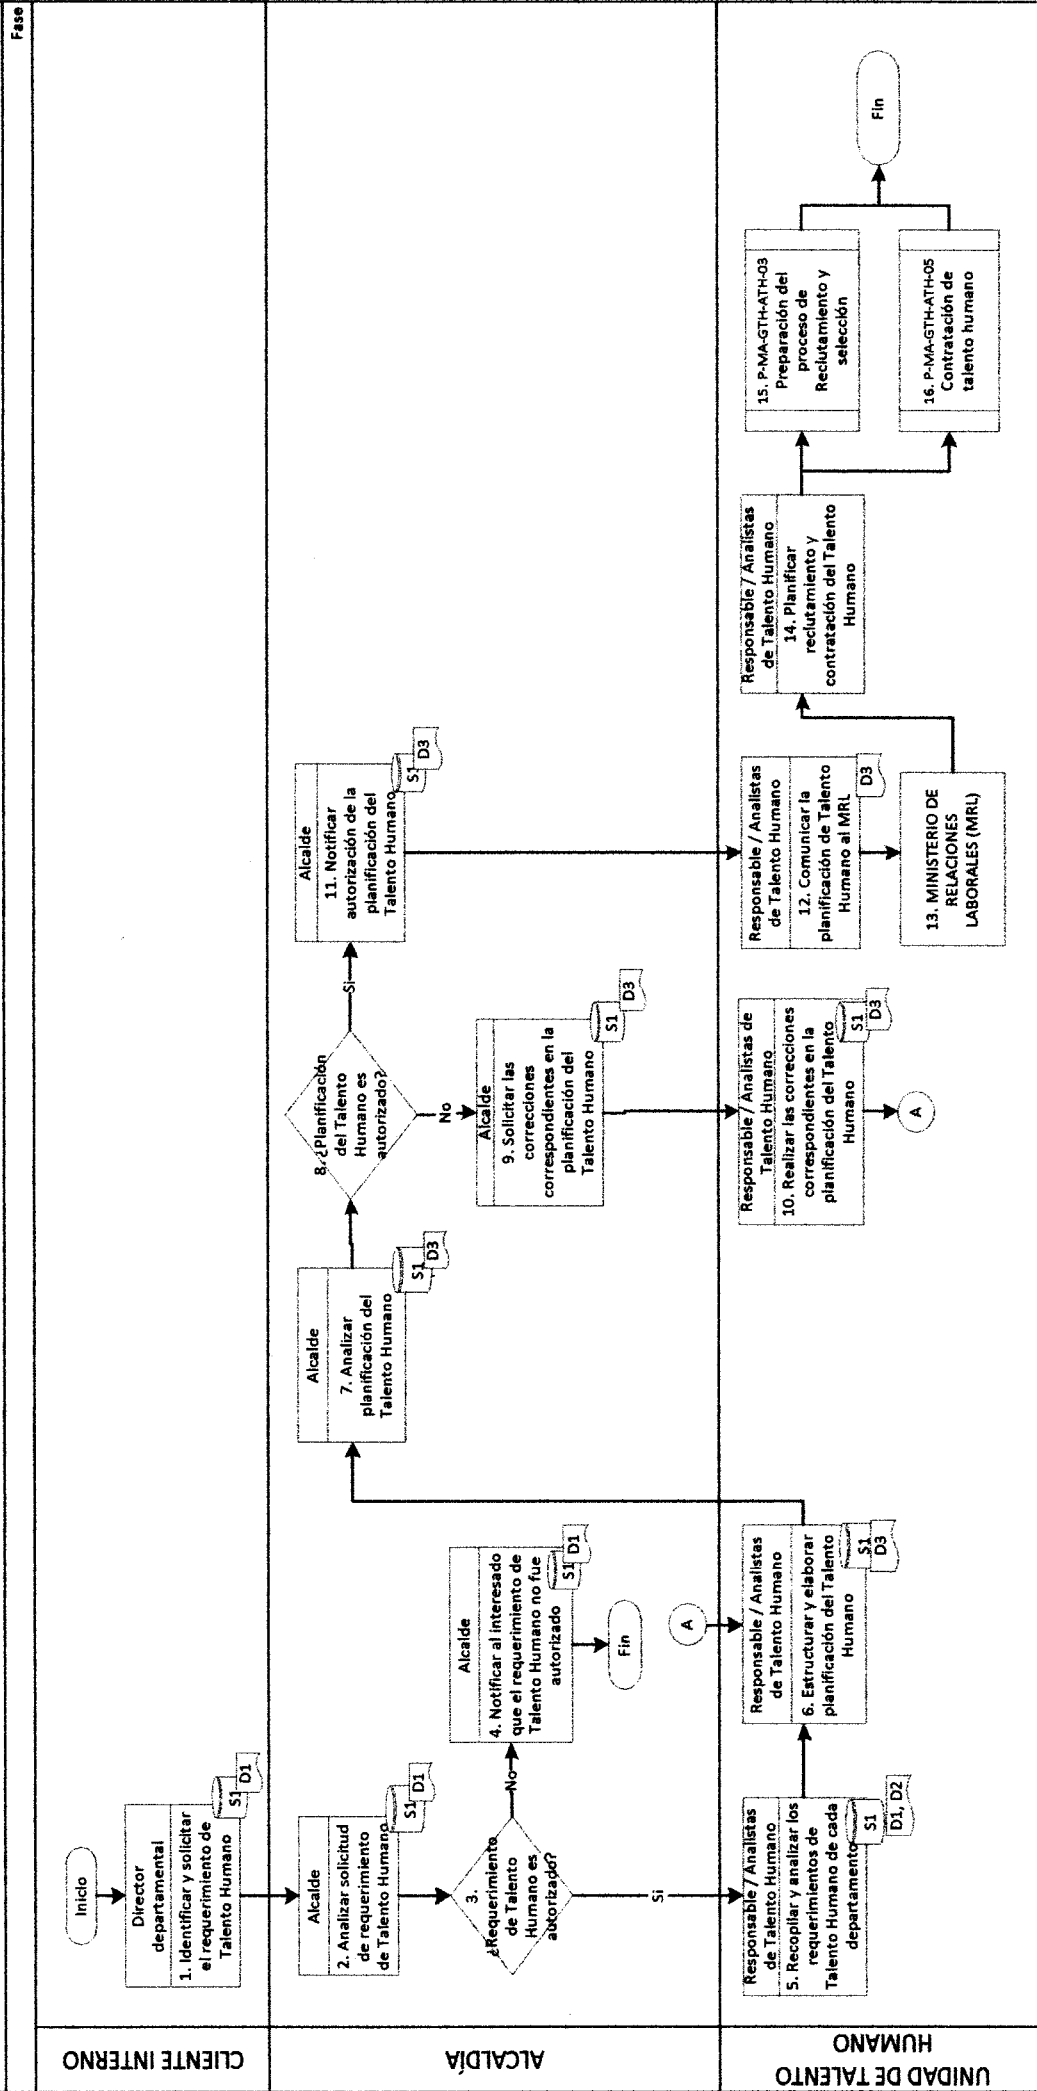 Fase
CLIENTE INTERNO
Inicio
Director
departamental
1. Identificar y solicitar
el requerimiento de
Talento Humano
S1
D1
ALCALDÍA
Alcalde
2. Analizar solicitud
de requerimiento
de Talento Humano
S1
D1
3.
¿Requerimiento
de Talento
Humano es
autorizado?
No
Si
Alcalde
4. Notificar al interesado
que el requerimiento de
Talento Humano no fue
autorizado
S1
D1
Fin
Alcalde
7. Analizar
planificación del
Talento Humano
S1
D3
8. ¿Planificación
del Talento
Humano es
autorizado?
No
Si
Alcalde
9. Solicitar las
correcciones
correspondientes en la
planificación del
Talento Humano
S1
D3
Alcalde
11. Notificar
autorización de la
planificación del
Talento Humano
S1
D3
UNIDAD DE TALENTO
HUMANO
Responsable / Analistas
de Talento Humano
5. Recopilar y analizar los
requerimientos de
Talento Humano de cada
departamento
S1
D1, D2
A
Responsable / Analistas
de Talento Humano
6. Estructurar y elaborar
planificación del Talento
Humano
S1
D3
Responsable / Analistas de
Talento Humano
10. Realizar las correcciones
correspondientes en la
planificación del Talento
Humano
S1
D3
A
Responsable / Analistas
de Talento Humano
12. Comunicar la
planificación de Talento
Humano al MRL
D3
13. MINISTERIO DE
RELACIONES
LABORALES (MRL)
Responsable / Analistas
de Talento Humano
14. Planificar
reclutamiento y
contratación del Talento
Humano
15. P-MA-GTH-ATH-03
Preparación del
proceso de
Reclutamiento y
selección
16. P-MA-GTH-ATH-05
Contratación de
talento humano
Fin